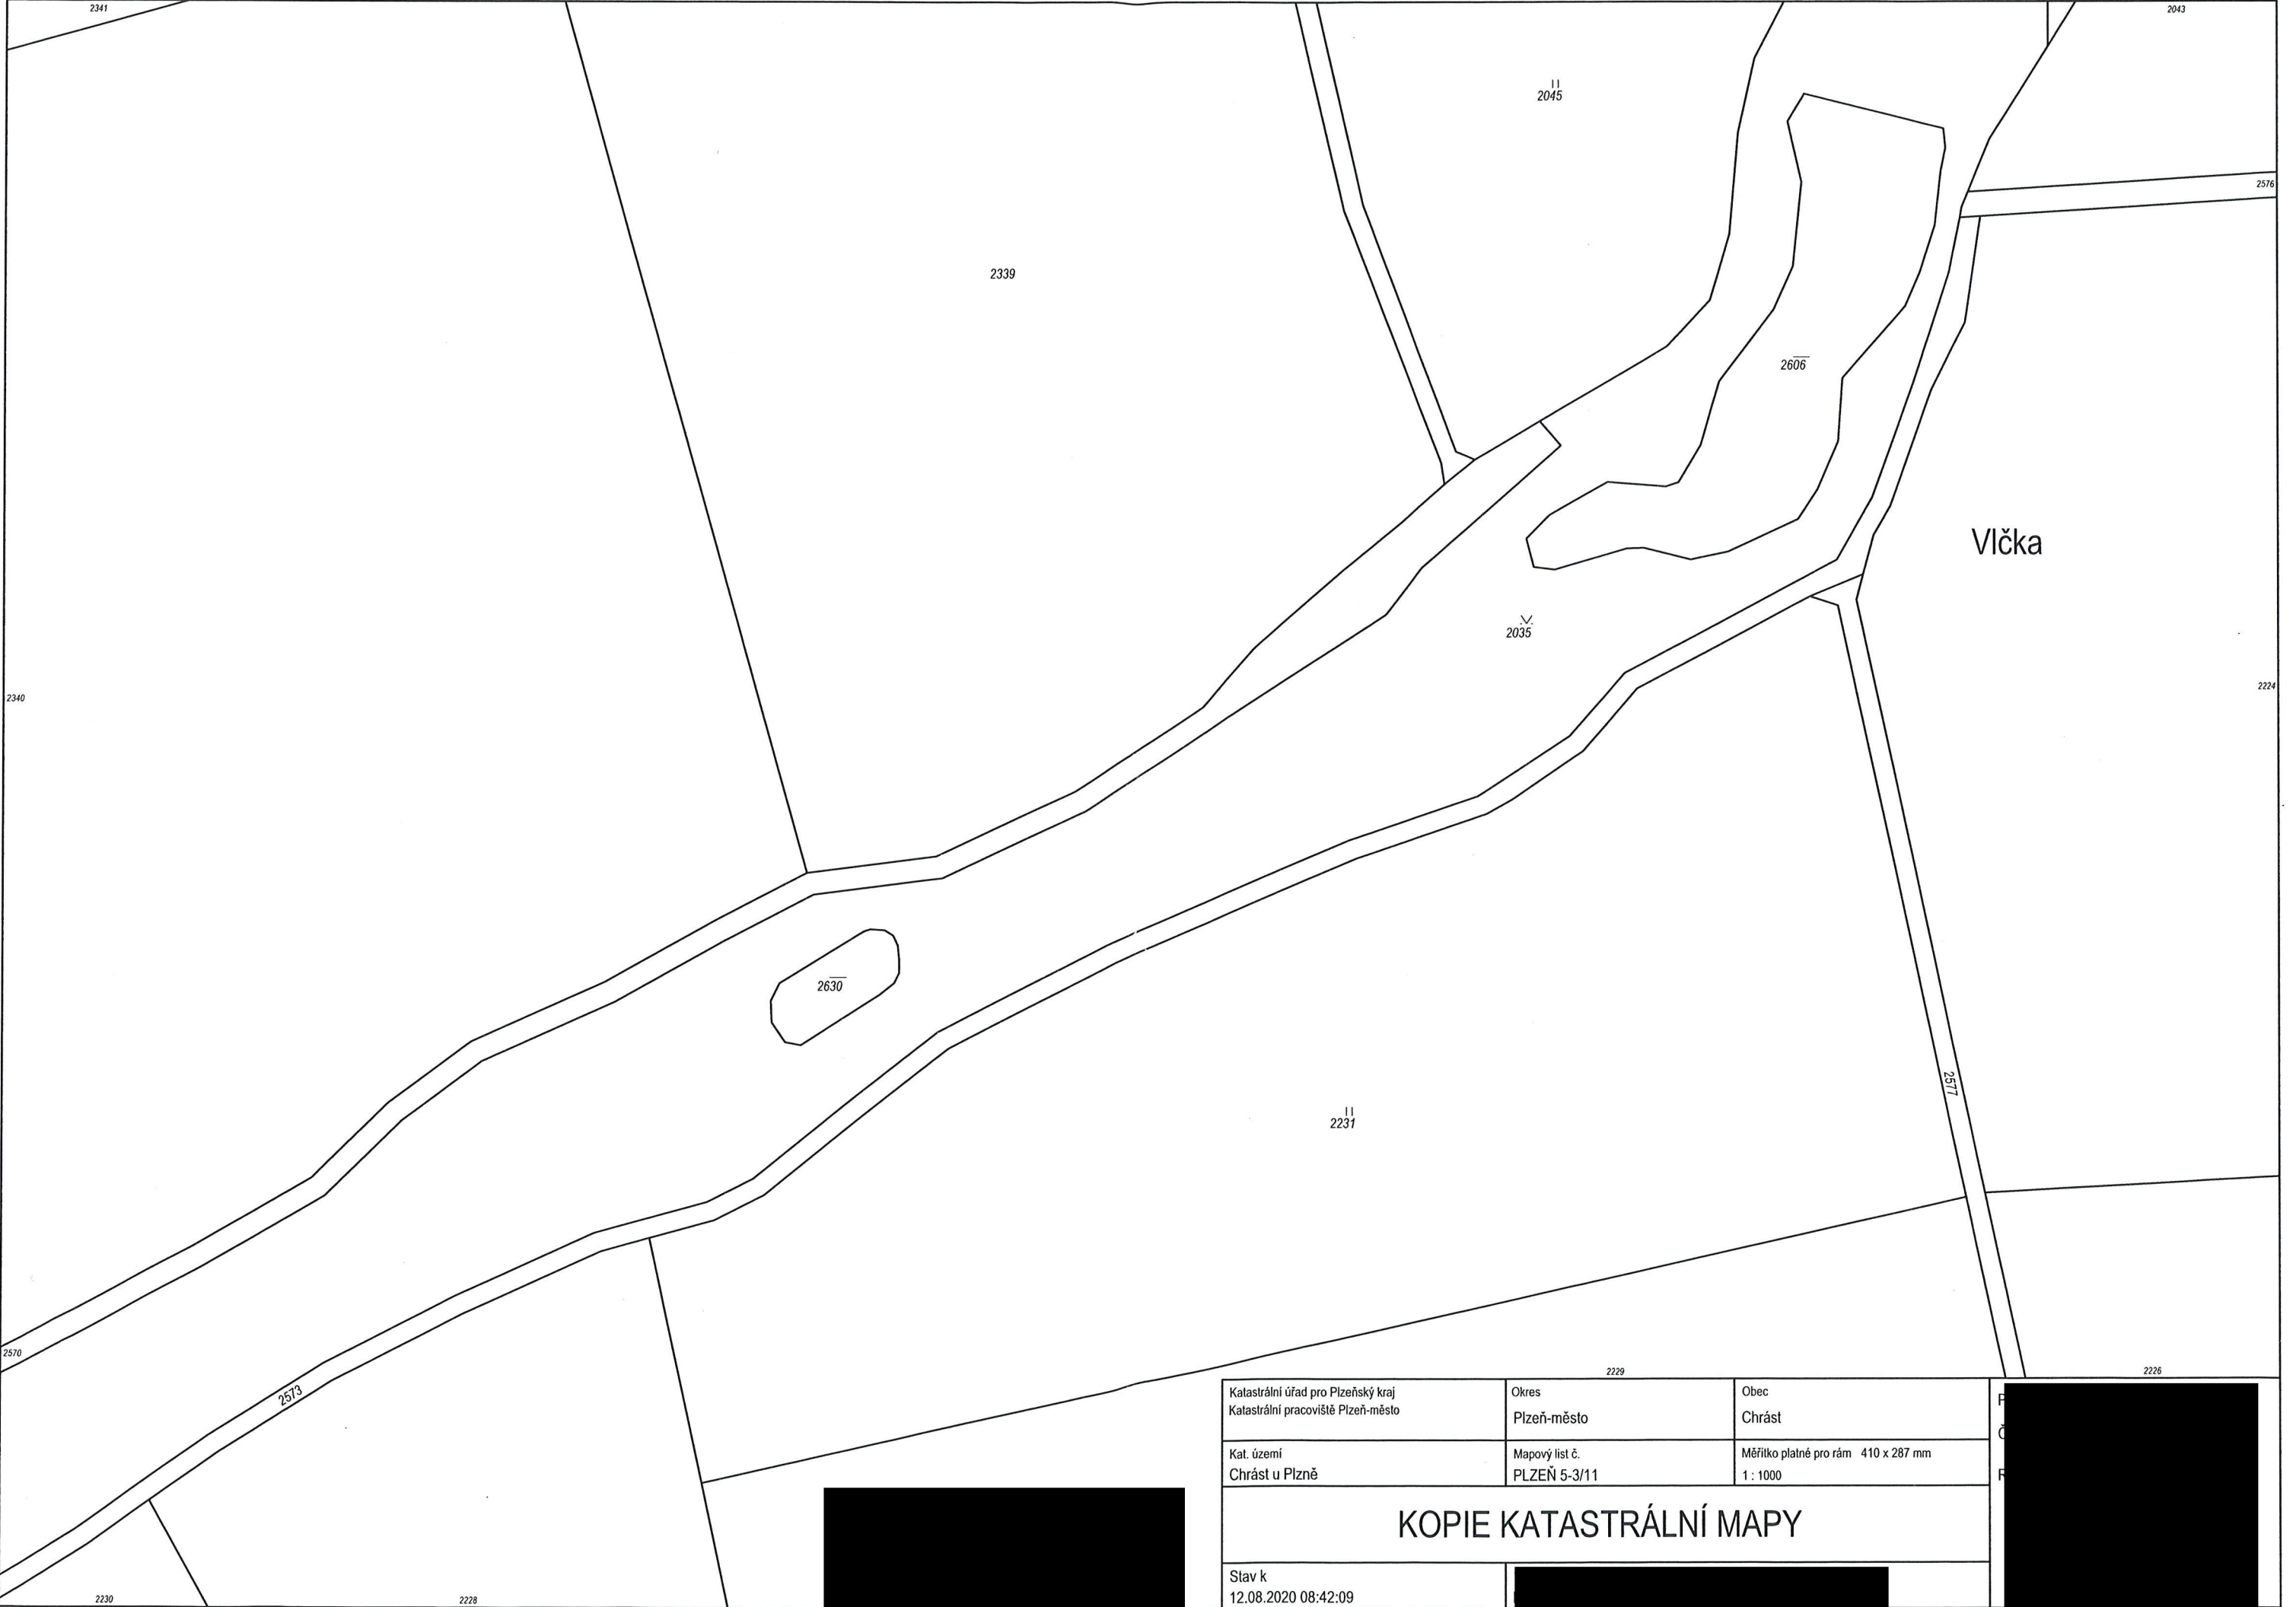 2341
2043
II
2045
2576
2339
2606
Vlčka
2035
2224
2340
2630
2577
II
2231
2570
2573
2229
2226
Katastrální úřad pro Plzeňský kraj
Katastrální pracoviště Plzeň-město
Okres
Plzeň-město
Obec
Chrást
Kat. území
Chrást u Plzně
Mapový list č.
PLZEŇ 5-3/11
Měřítko platné pro rám 410 x 287 mm
1 : 1000
KOPIE KATASTRÁLNÍ MAPY
Stav k
12.08.2020 08:42:09
2230
2228